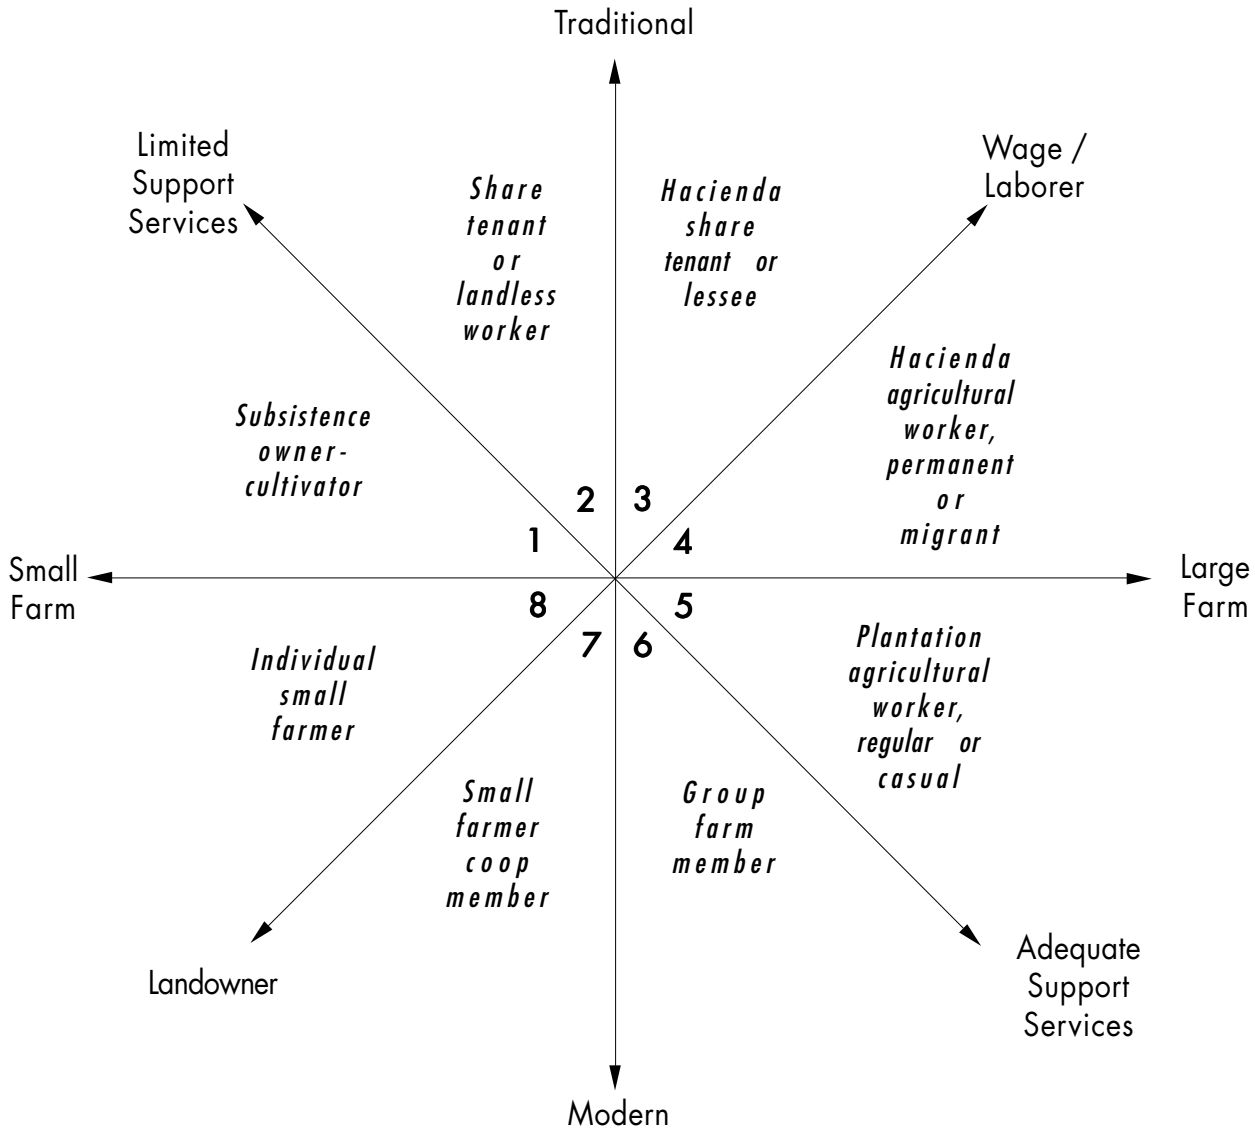 Traditional
Limited
Support
Services
Wage /
Laborer
Share
tenant
or
landless
worker
Hacienda
share
tenant or
lessee
Subsistence
owner-
cultivator
Hacienda
agricultural
worker,
permanent
or
migrant
2
3
1
4
Small
Farm
Large
Farm
8
5
7
6
Individual
small
farmer
Plantation
agricultural
worker,
regular or
casual
Small
farmer
coop
member
Group
farm
member
Landowner
Adequate
Support
Services
Modern